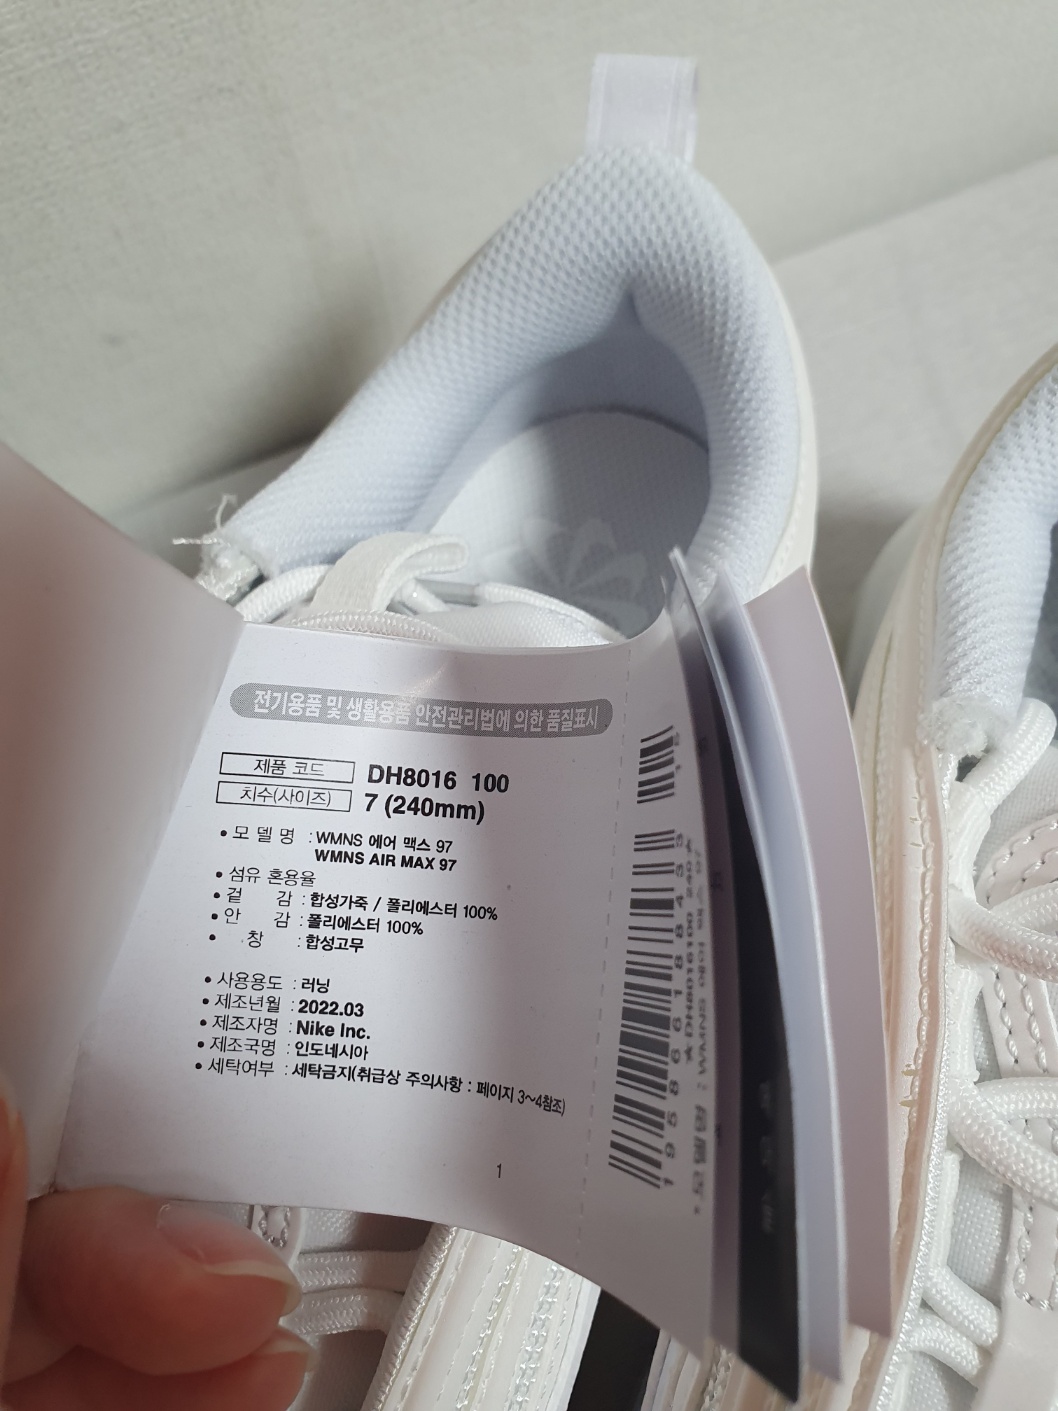 전기용품 및 생활용품 안전관리법에 의한 품질표시
제품 코드 DH8016 100
치수(사이즈) 7 (240mm)
• 모 델 명 : WMNS 에어 맥스 97
WMNS AIR MAX 97
• 섬유 혼용율
• 겉 감 : 합성가죽 / 폴리에스터 100%
• 안 감 : 폴리에스터 100%
• 창 : 합성고무
• 사용용도 : 러닝
• 제조년월 : 2022.03
• 제조자명 : Nike Inc.
• 제조국명 : 인도네시아
• 세탁여부 : 세탁금지(취급상 주의사항 : 페이지 3~4참조)
1